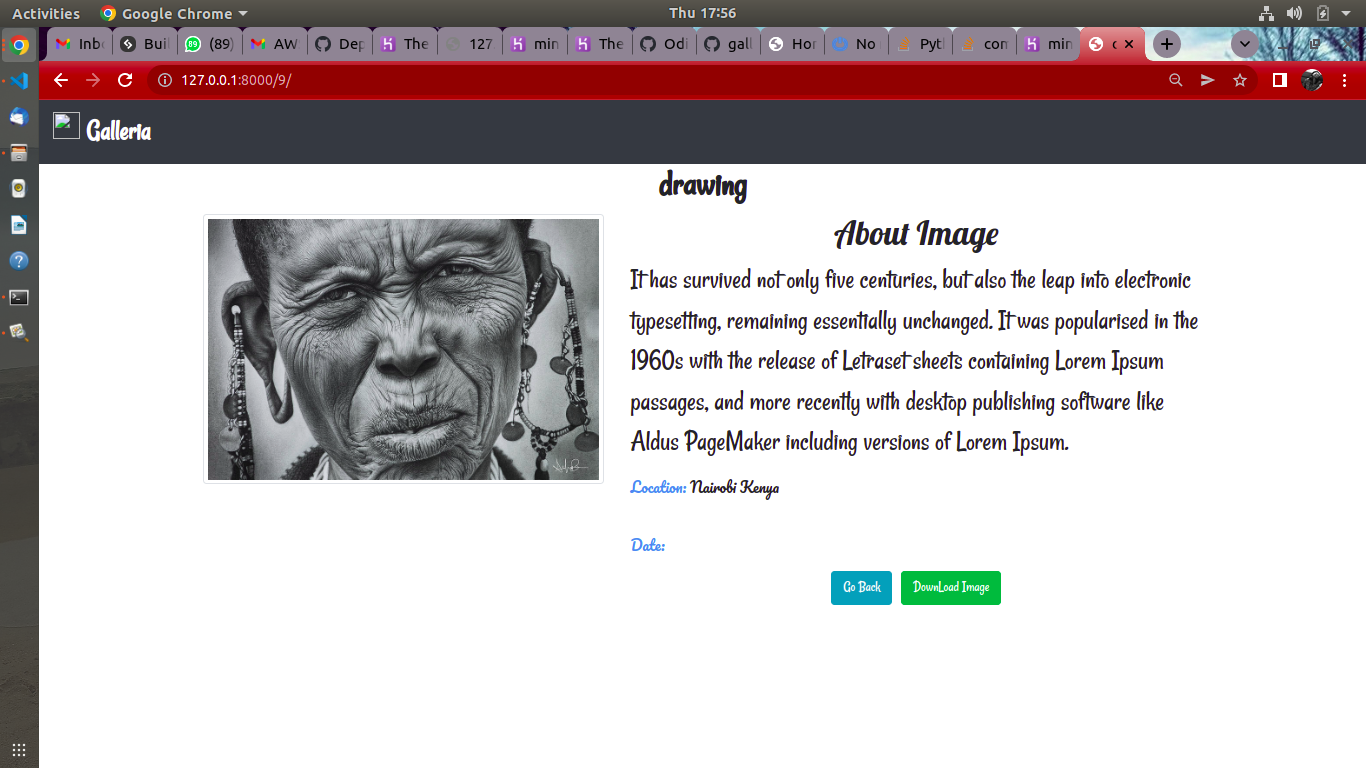 Activities Google Chrome Thu 17:56
Inb Buil (89) AW Dep The 127 min The Odi gall Hor No Pyt con min
127.0.0.1:8000/9/
Galleria
drawing
About Image
It has survived not only five centuries, but also the leap into electronic
typesetting, remaining essentially unchanged. It was popularised in the
1960s with the release of Letraset sheets containing Lorem Ipsum
passages, and more recently with desktop publishing software like
Aldus PageMaker including versions of Lorem Ipsum.
Location: Nairobi Kenya
Date:
Go Back DownLoad Image